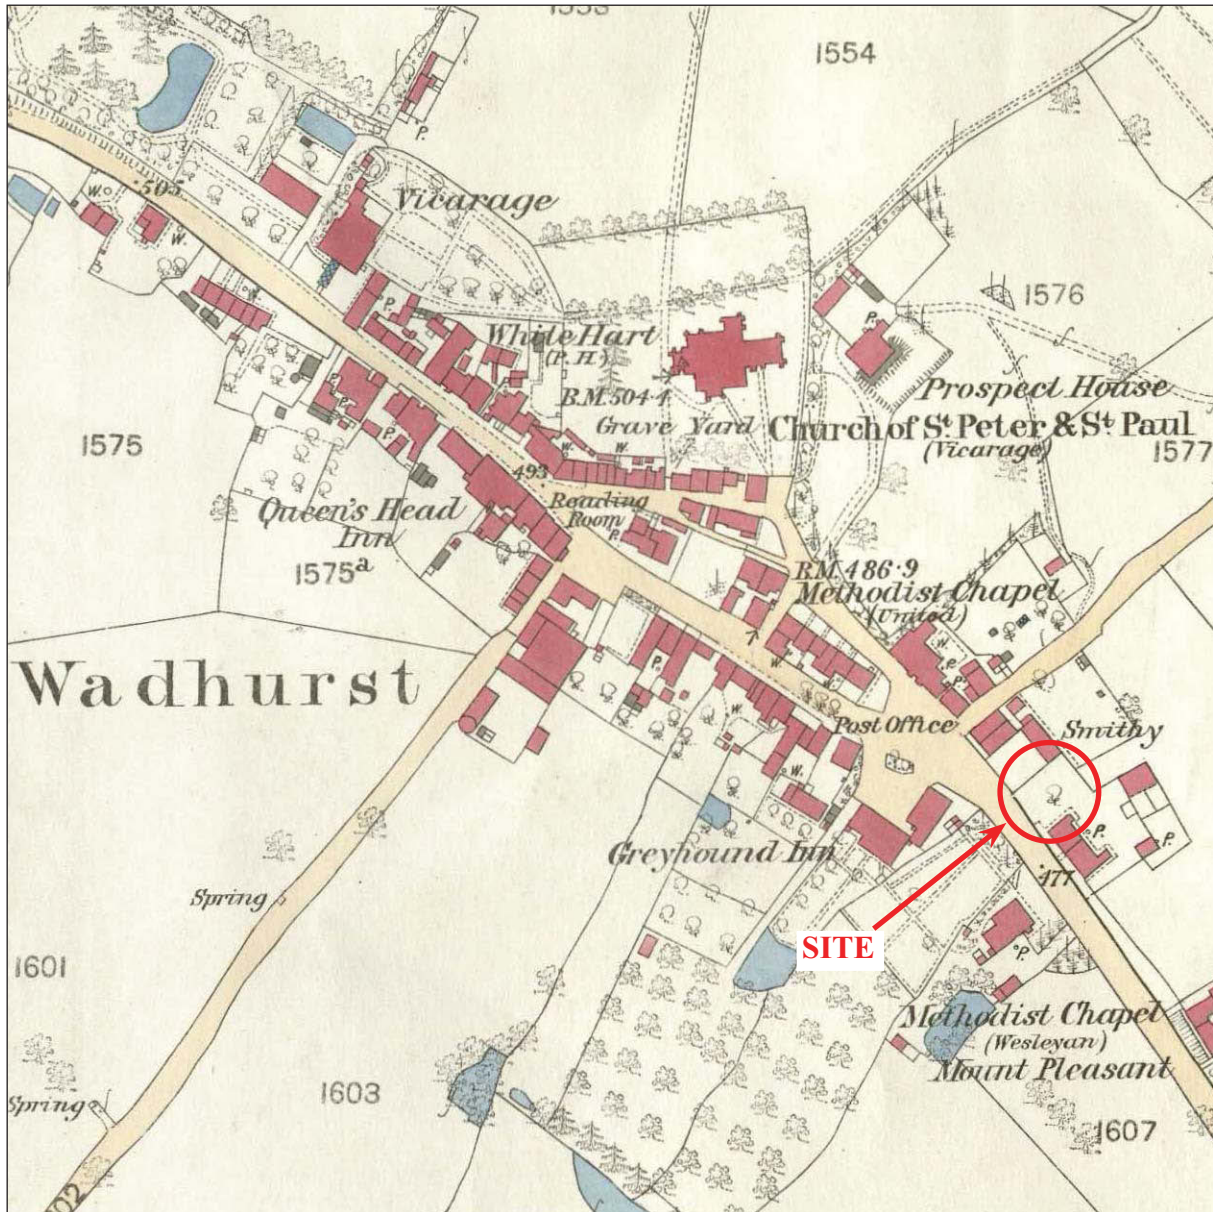 1554
P.
W.
505
Vicarage
W.
1576
White Hart
P.
(P. H.)
Prospect House
B.M. 504·4
Grave Yard
Church of St. Peter & St. Paul
(Vicarage)
1575
1577
P.
P.
P.
W.
W.
493
Queen's Head
Inn
Reading
Room
P.
1575a
B.M. 486·9
Methodist Chapel
(United)
Wadhurst
W.
P.
W.
P.
P.
W.
Post Office
Smithy
W.
P.
P.
Greyhound Inn
477
Spring
SITE
P.
1601
Methodist Chapel
(Wesleyan)
Mount Pleasant
1603
Spring
1607